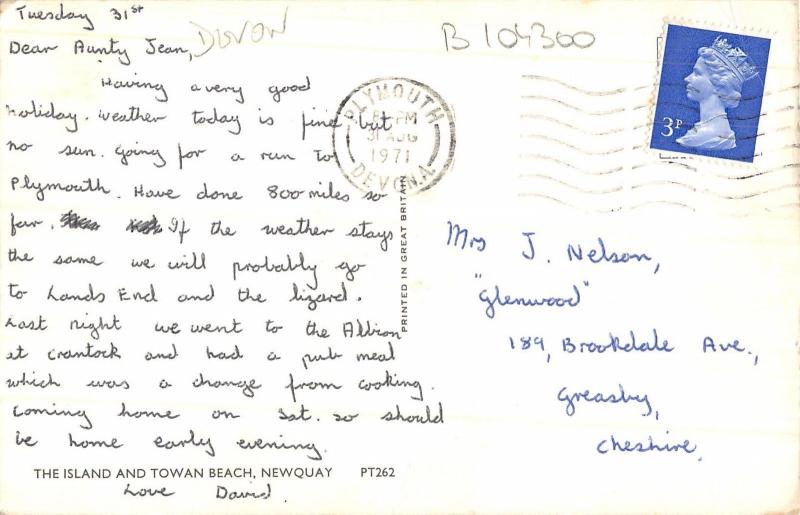 Tuesday 31st
Dear Aunty Jean,
DEVON
B 104300
Having a very good
holiday. Weather today is fine but
no sun. Going for a run to
Plymouth. Have done 800 miles so
far. If the weather stays
the same we will probably go
to Lands End and the lizard.
Last night we went to the Albion
at crantock and had a pub meal
which was a change from cooking.
Coming home on Sat. so should
be home early evening.
THE ISLAND AND TOWAN BEACH, NEWQUAY PT262
Love David.
PLYMOUTH
PM
31 AUG
1971
DEVON A
PRINTED IN GREAT BRITAIN
3P
Mrs J. Nelson,
"Glenwood"
189, Brookdale Ave.,
Greasby,
Cheshire.